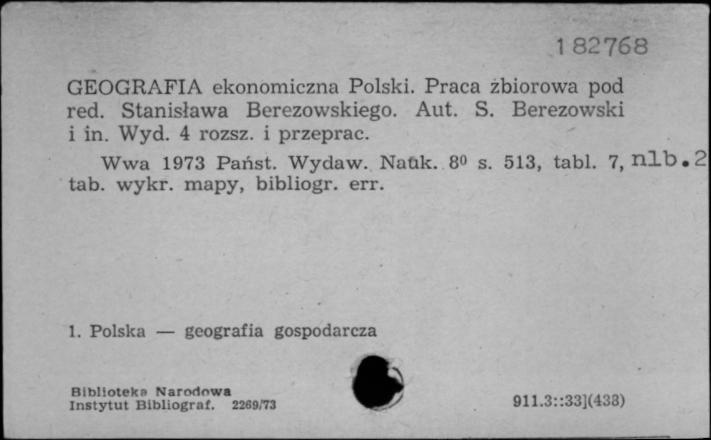 182768
GEOGRAFIA ekonomiczna Polski. Praca zbiorowa pod
red. Stanisława Berezowskiego. Aut. S. Berezowski
i in. Wyd. 4 rozsz. i przeprac.
Wwa 1973 Państ. Wydaw. Nauk. 8⁰ s. 513, tabl. 7, nlb.2
tab. wykr. mapy, bibliogr. err.
1. Polska — geografia gospodarcza
Biblioteka Narodowa
Instytut Bibliograf. 2269/73
911.3::33](438)